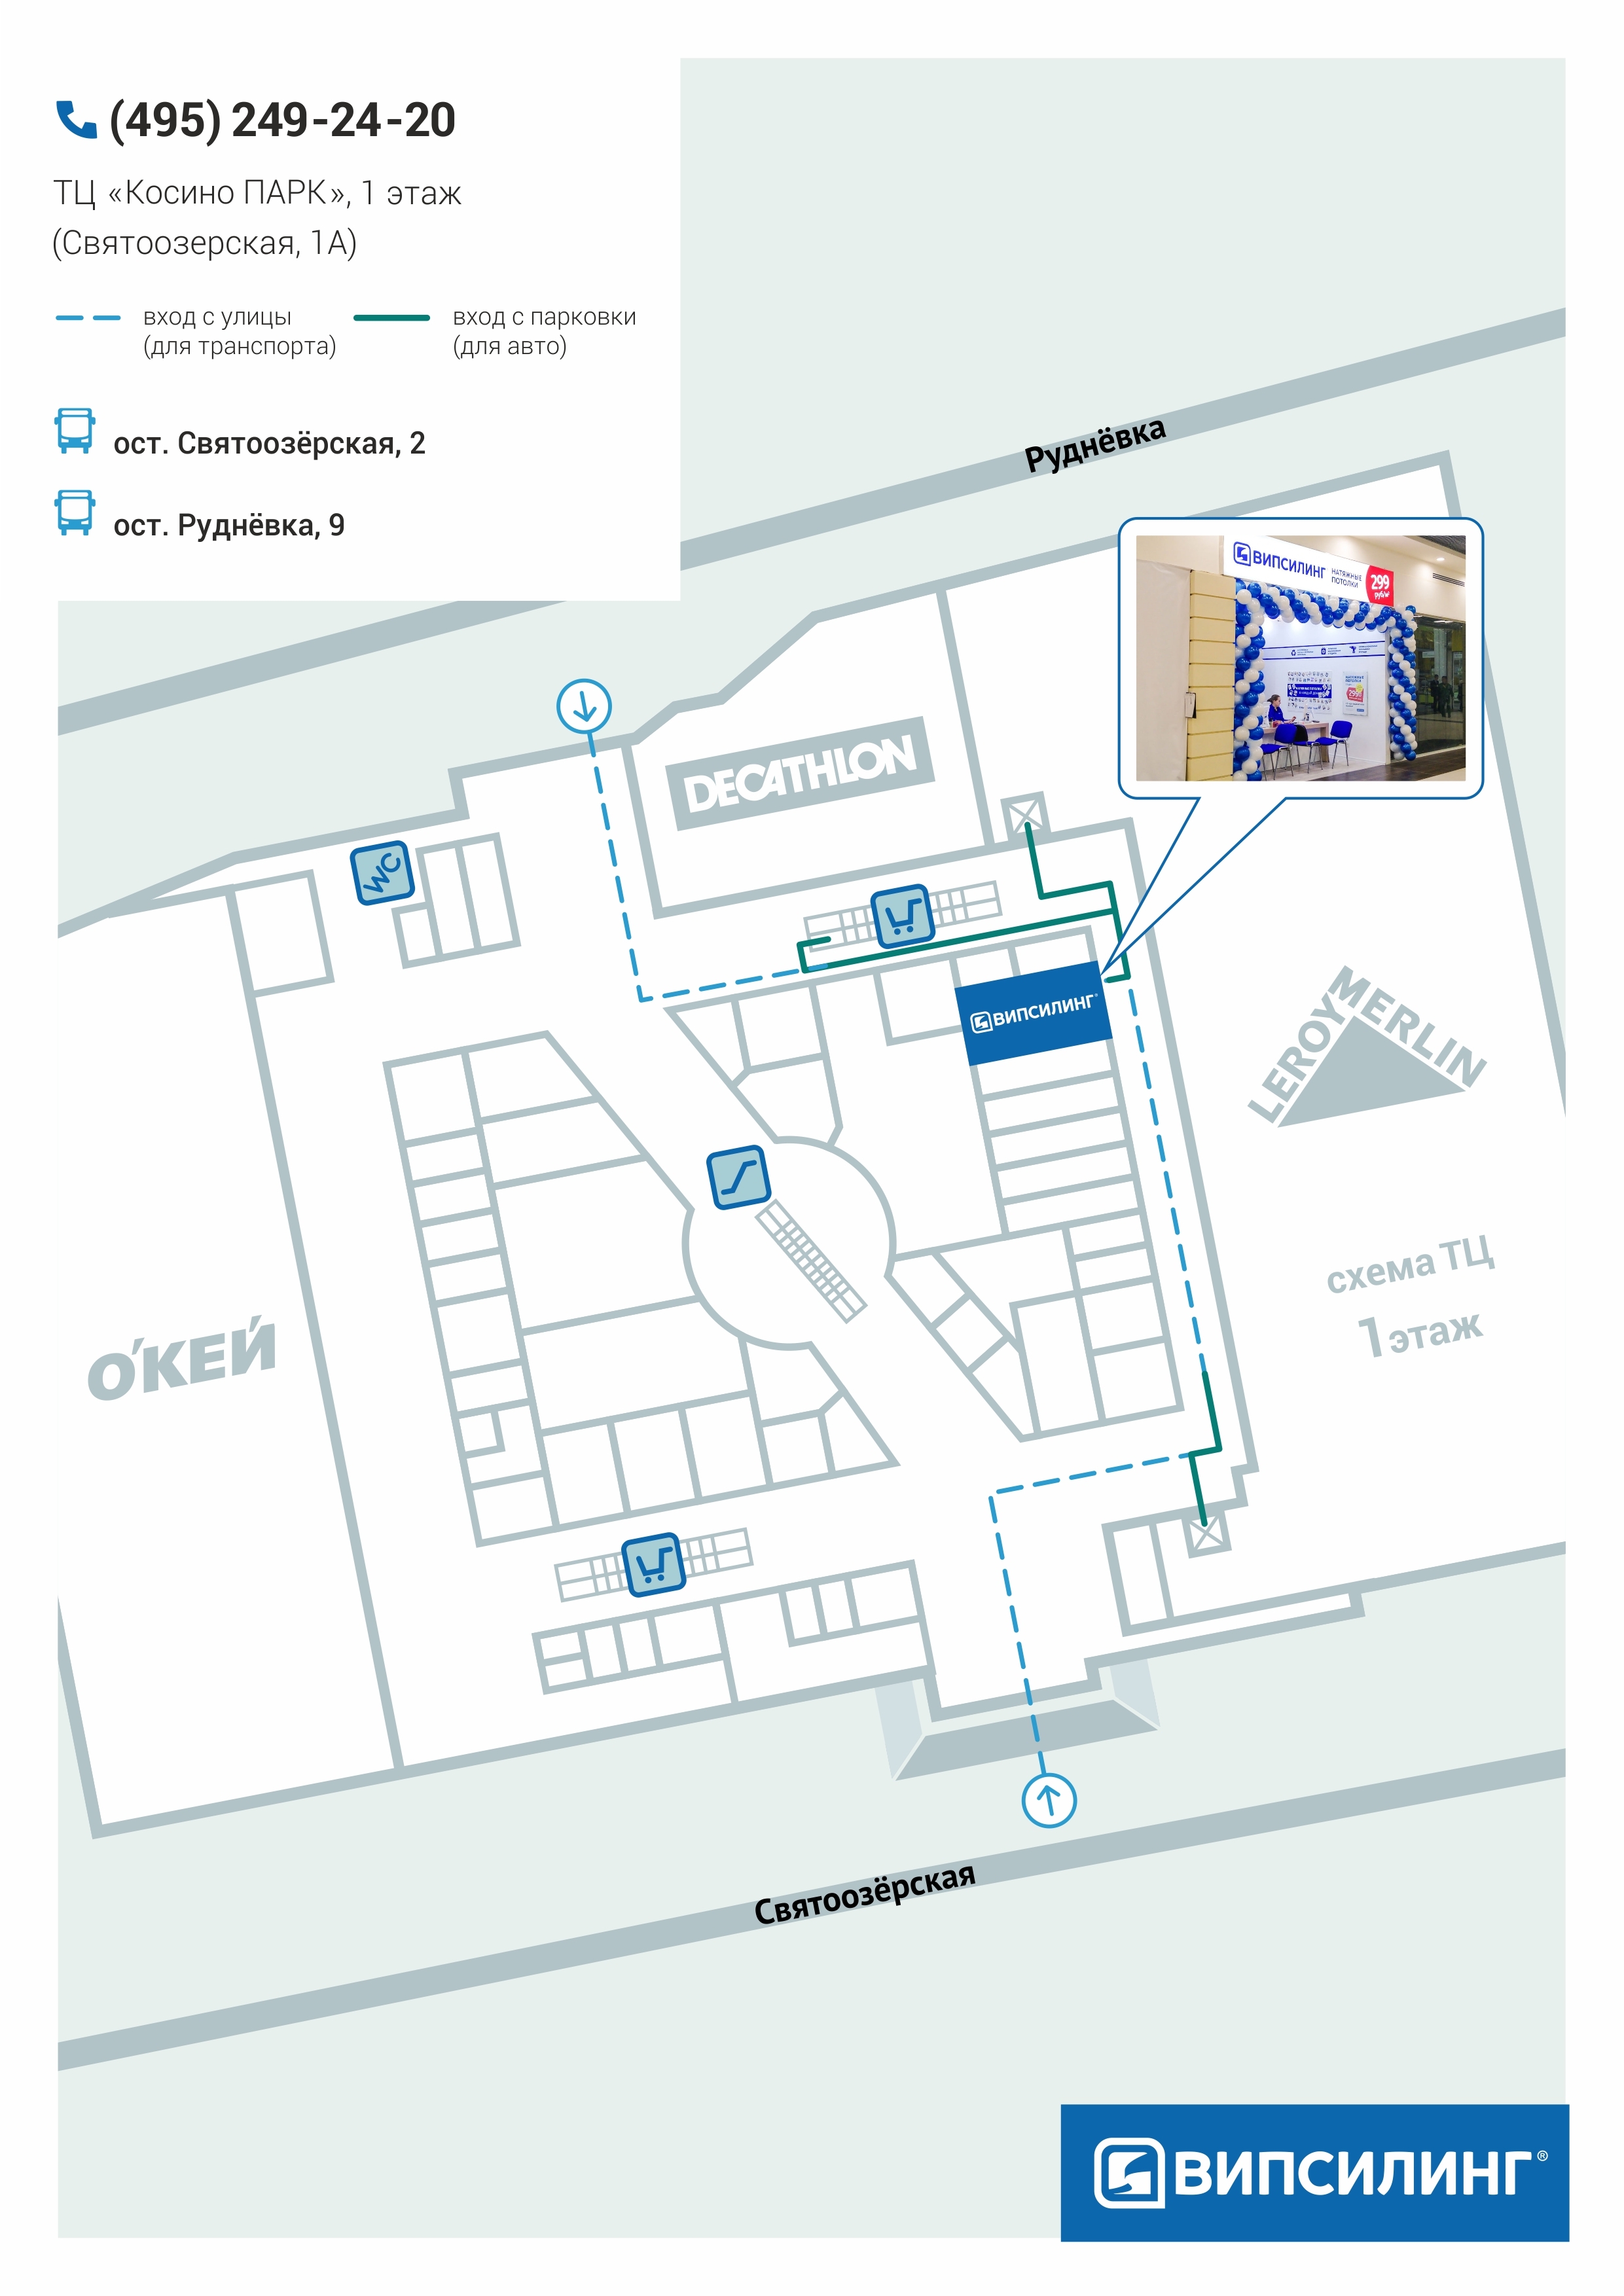 (495) 249-24-20
ТЦ «Косино ПАРК», 1 этаж
(Святоозерская, 1А)
вход с улицы
(для транспорта)
вход с парковки
(для авто)
ост. Святоозёрская, 2
ост. Руднёвка, 9
Руднёвка
ВИПСИЛИНГ
НАТЯЖНЫЕ
ПОТОЛКИ
299
руб/м²
DECATHLON
WC
ВИПСИЛИНГ®
LEROY MERLIN
схема ТЦ
1 этаж
О'КЕЙ
Святоозёрская
ВИПСИЛИНГ®